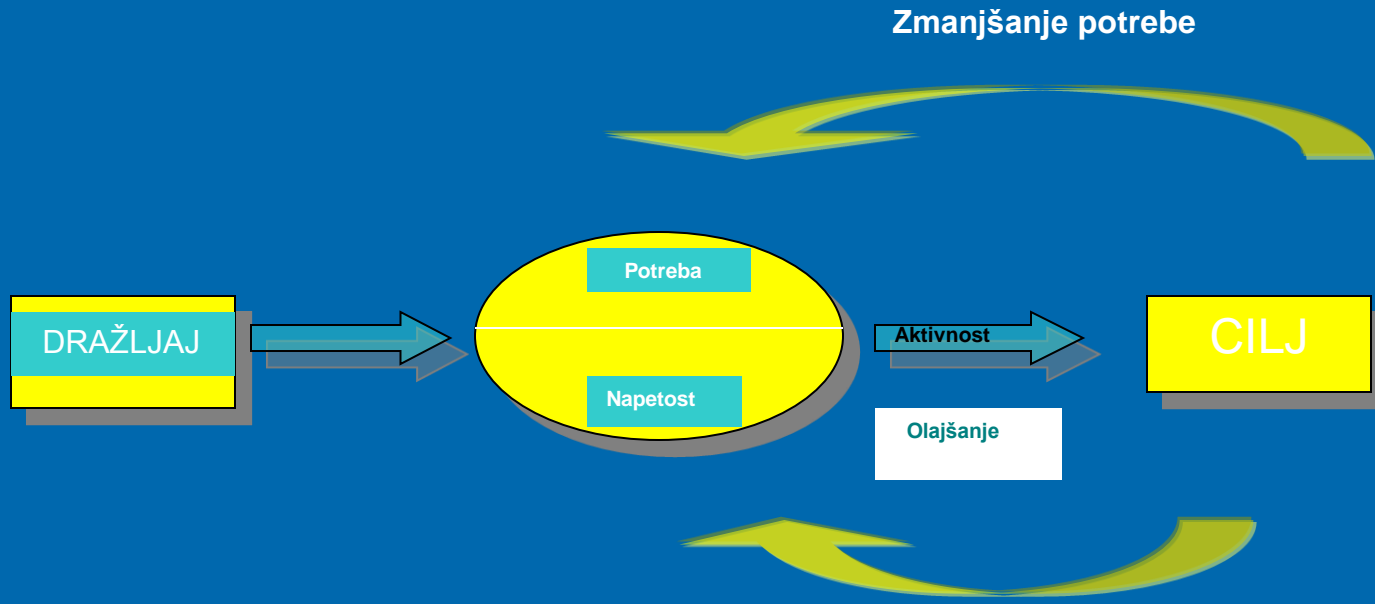 Zmanjšanje potrebe
Potreba
DRAŽLJAJ
Aktivnost
CILJ
Napetost
Olajšanje